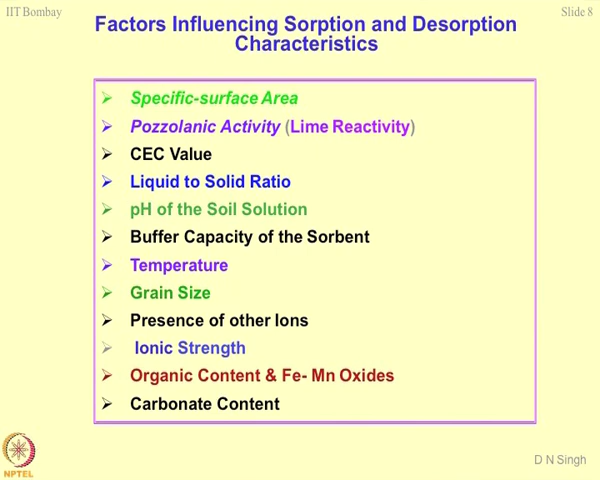 IIT Bombay
Slide 8
Factors Influencing Sorption and Desorption
Characteristics
Specific-surface Area
Pozzolanic Activity (Lime Reactivity)
CEC Value
Liquid to Solid Ratio
pH of the Soil Solution
Buffer Capacity of the Sorbent
Temperature
Grain Size
Presence of other Ions
Ionic Strength
Organic Content & Fe- Mn Oxides
Carbonate Content
NPTEL
D N Singh